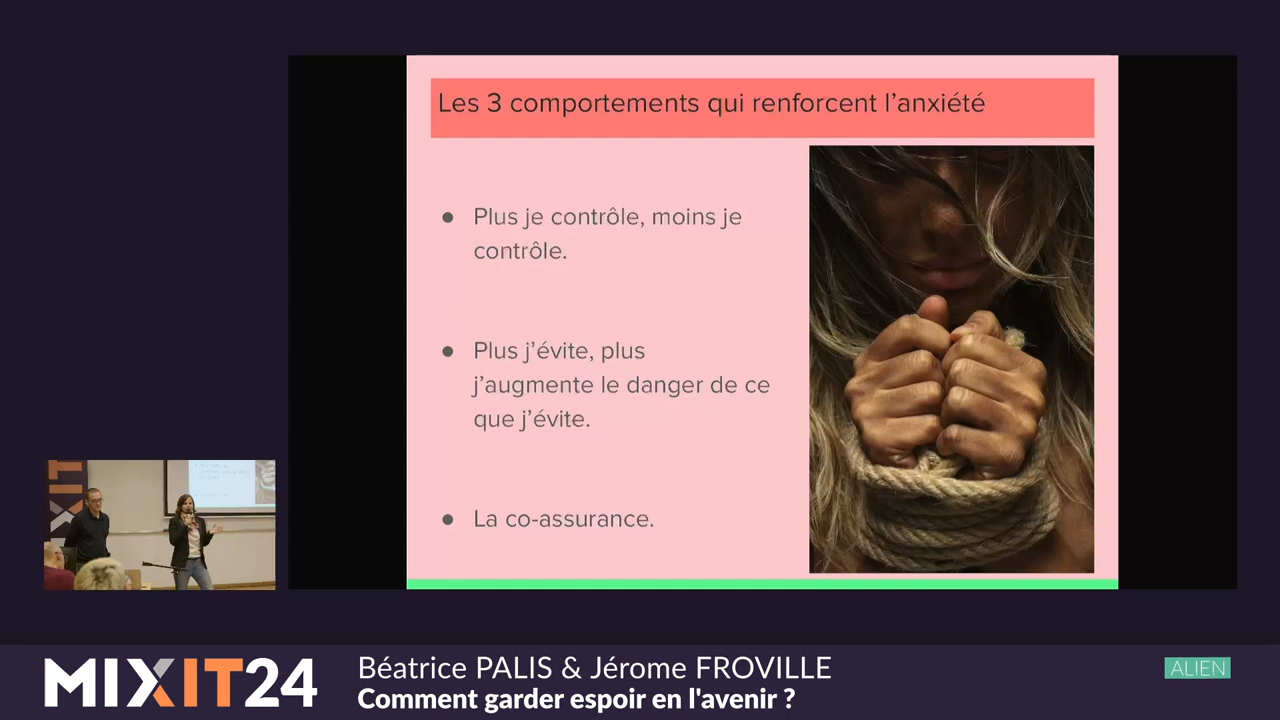 Les 3 comportements qui renforcent l'anxiété
● Plus je contrôle, moins je
contrôle.
● Plus j'évite, plus
j'augmente le danger de ce
que j'évite.
● La co-assurance.
MIXIT24
Béatrice PALIS & Jérome FROVILLE
Comment garder espoir en l'avenir ?
ALIEN